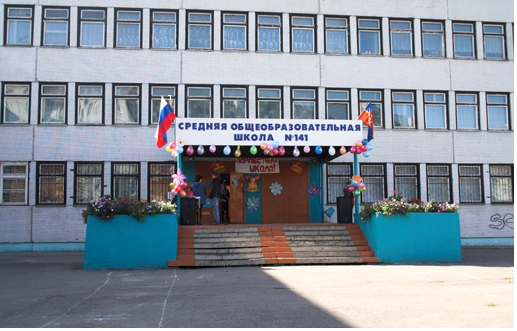 СРЕДНЯЯ ОБЩЕОБРАЗОВАТЕЛЬНАЯ
ШКОЛА №141
ЗДРАВСТВУЙ
ШКОЛА!